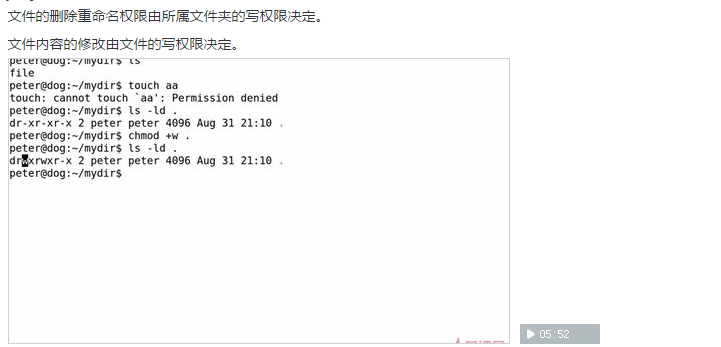 文件的删除重命名权限由所属文件夹的写权限决定。
文件内容的修改由文件的写权限决定。
peter@dog:~/mydir$ ls
file
peter@dog:~/mydir$ touch aa
touch: cannot touch `aa': Permission denied
peter@dog:~/mydir$ ls -ld .
dr-xr-xr-x 2 peter peter 4096 Aug 31 21:10 .
peter@dog:~/mydir$ chmod +w .
peter@dog:~/mydir$ ls -ld .
drwxrwxr-x 2 peter peter 4096 Aug 31 21:10 .
peter@dog:~/mydir$
05:52